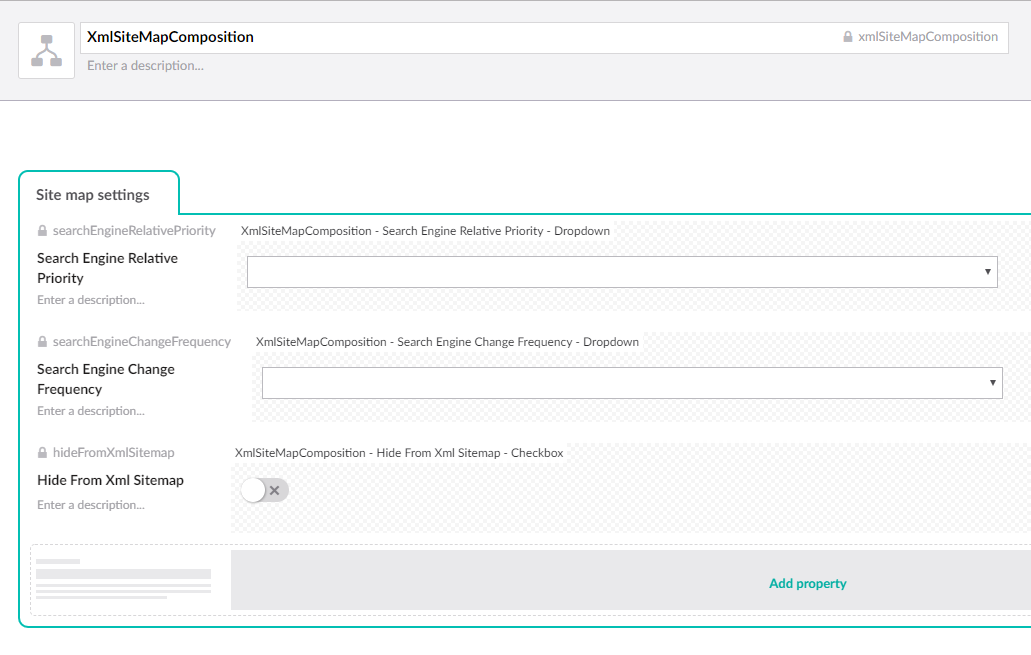 XmlSiteMapComposition
xmlSiteMapComposition
Enter a description...
Site map settings
searchEngineRelativePriority
XmlSiteMapComposition - Search Engine Relative Priority - Dropdown
Search Engine Relative
Priority
Enter a description...
searchEngineChangeFrequency
XmlSiteMapComposition - Search Engine Change Frequency - Dropdown
Search Engine Change
Frequency
Enter a description...
hideFromXmlSitemap
XmlSiteMapComposition - Hide From Xml Sitemap - Checkbox
Hide From Xml Sitemap
Enter a description...
Add property